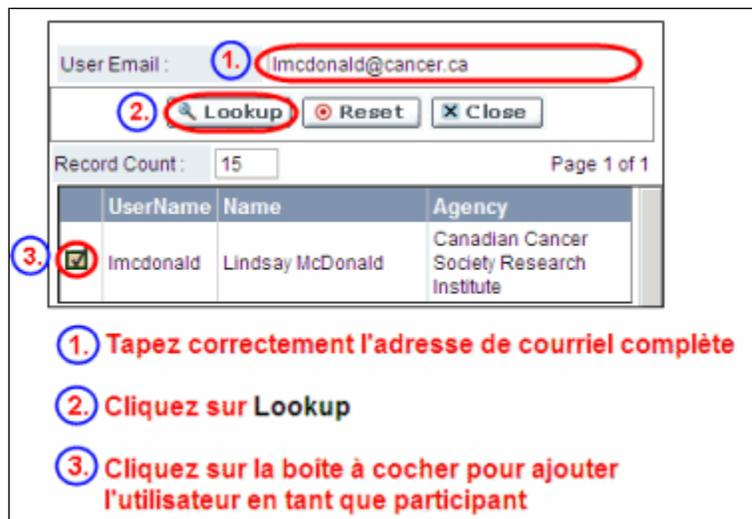 User Email : 1. lmcdonald@cancer.ca
2. Lookup Reset Close
Record Count : 15 Page 1 of 1
UserName Name Agency
3. lmcdonald Lindsay McDonald Canadian Cancer
Society Research
Institute
1. Tapez correctement l'adresse de courriel complète
2. Cliquez sur Lookup
3. Cliquez sur la boîte à cocher pour ajouter
l'utilisateur en tant que participant